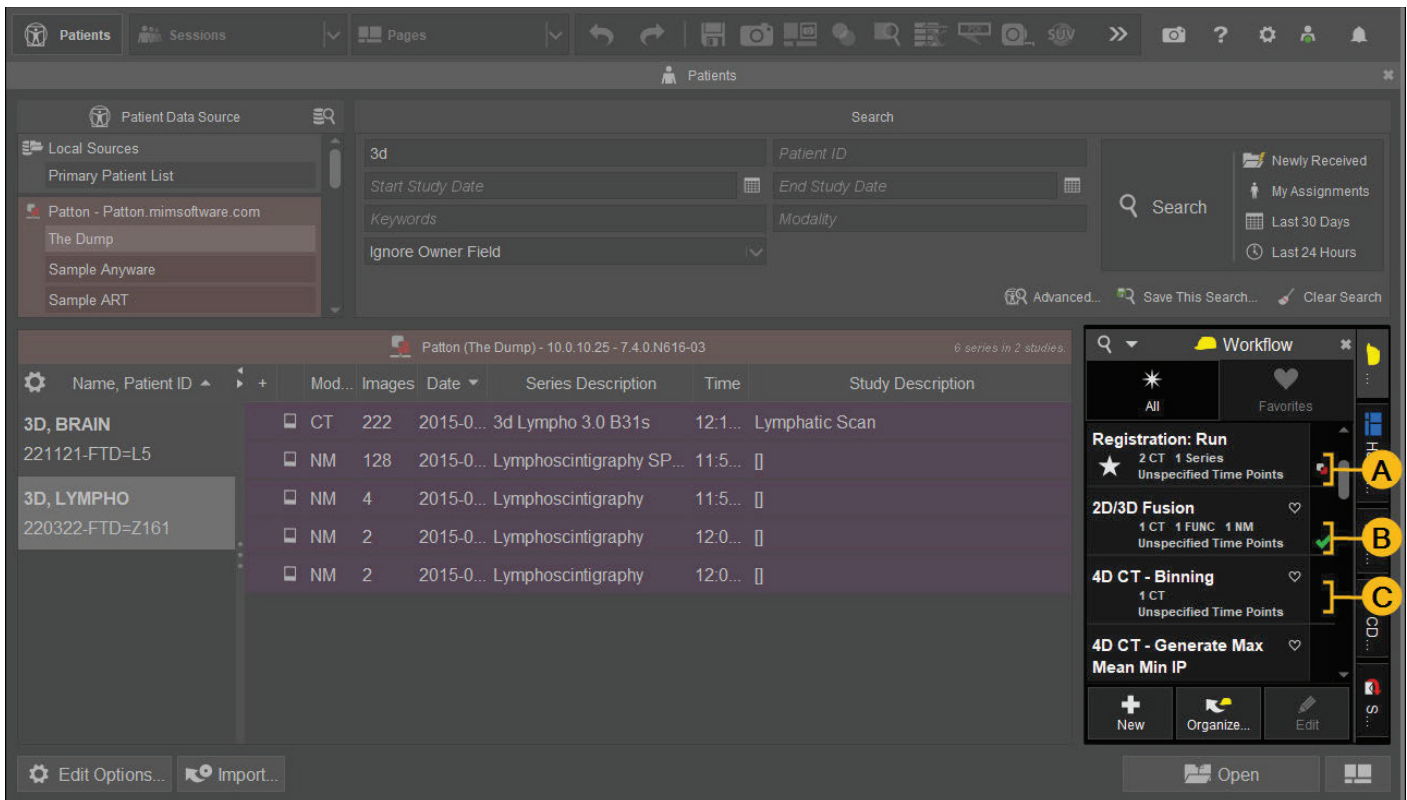 Patients Sessions Pages SUV
Patients
Patient Data Source
Local Sources
Primary Patient List
Patton - Patton.mimsoftware.com
The Dump
Sample Anyware
Sample ART
Search
3d Patient ID
Start Study Date End Study Date
Keywords Modality
Ignore Owner Field
Search
Newly Received
My Assignments
Last 30 Days
Last 24 Hours
Advanced... Save This Search... Clear Search
Patton (The Dump) - 10.0.10.25 - 7.4.0.N616-03 6 series in 2 studies.
Name, Patient ID + Mod... Images Date Series Description Time Study Description
3D, BRAIN
221121-FTD=L5
3D, LYMPHO
220322-FTD=Z161
CT 222 2015-0... 3d Lympho 3.0 B31s 12:1... Lymphatic Scan
NM 128 2015-0... Lymphoscintigraphy SP... 11:5... []
NM 4 2015-0... Lymphoscintigraphy 11:5... []
NM 2 2015-0... Lymphoscintigraphy 12:0... []
NM 2 2015-0... Lymphoscintigraphy 12:0... []
Workflow
All Favorites
Registration: Run
2 CT 1 Series
Unspecified Time Points
A
2D/3D Fusion
1 CT 1 FUNC 1 NM
Unspecified Time Points
B
4D CT - Binning
1 CT
Unspecified Time Points
C
4D CT - Generate Max
Mean Min IP
New Organize... Edit
CD...
S...
Edit Options... Import... Open